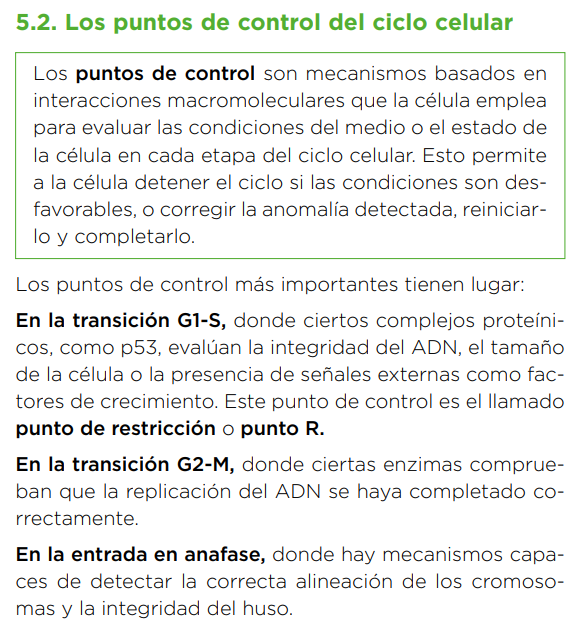 5.2. Los puntos de control del ciclo celular
Los puntos de control son mecanismos basados en
interacciones macromoleculares que la célula emplea
para evaluar las condiciones del medio o el estado de
la célula en cada etapa del ciclo celular. Esto permite
a la célula detener el ciclo si las condiciones son des-
favorables, o corregir la anomalía detectada, reiniciar-
lo y completarlo.
Los puntos de control más importantes tienen lugar:
En la transición G1-S, donde ciertos complejos proteíni-
cos, como p53, evalúan la integridad del ADN, el tamaño
de la célula o la presencia de señales externas como fac-
tores de crecimiento. Este punto de control es el llamado
punto de restricción o punto R.
En la transición G2-M, donde ciertas enzimas comprue-
ban que la replicación del ADN se haya completado co-
rrectamente.
En la entrada en anafase, donde hay mecanismos capa-
ces de detectar la correcta alineación de los cromoso-
mas y la integridad del huso.